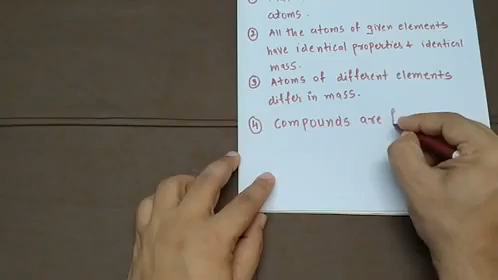 atoms.
② All the atoms of given elements
have identical properties & identical
mass.
③ Atoms of different elements
differ in mass.
④ Compounds are